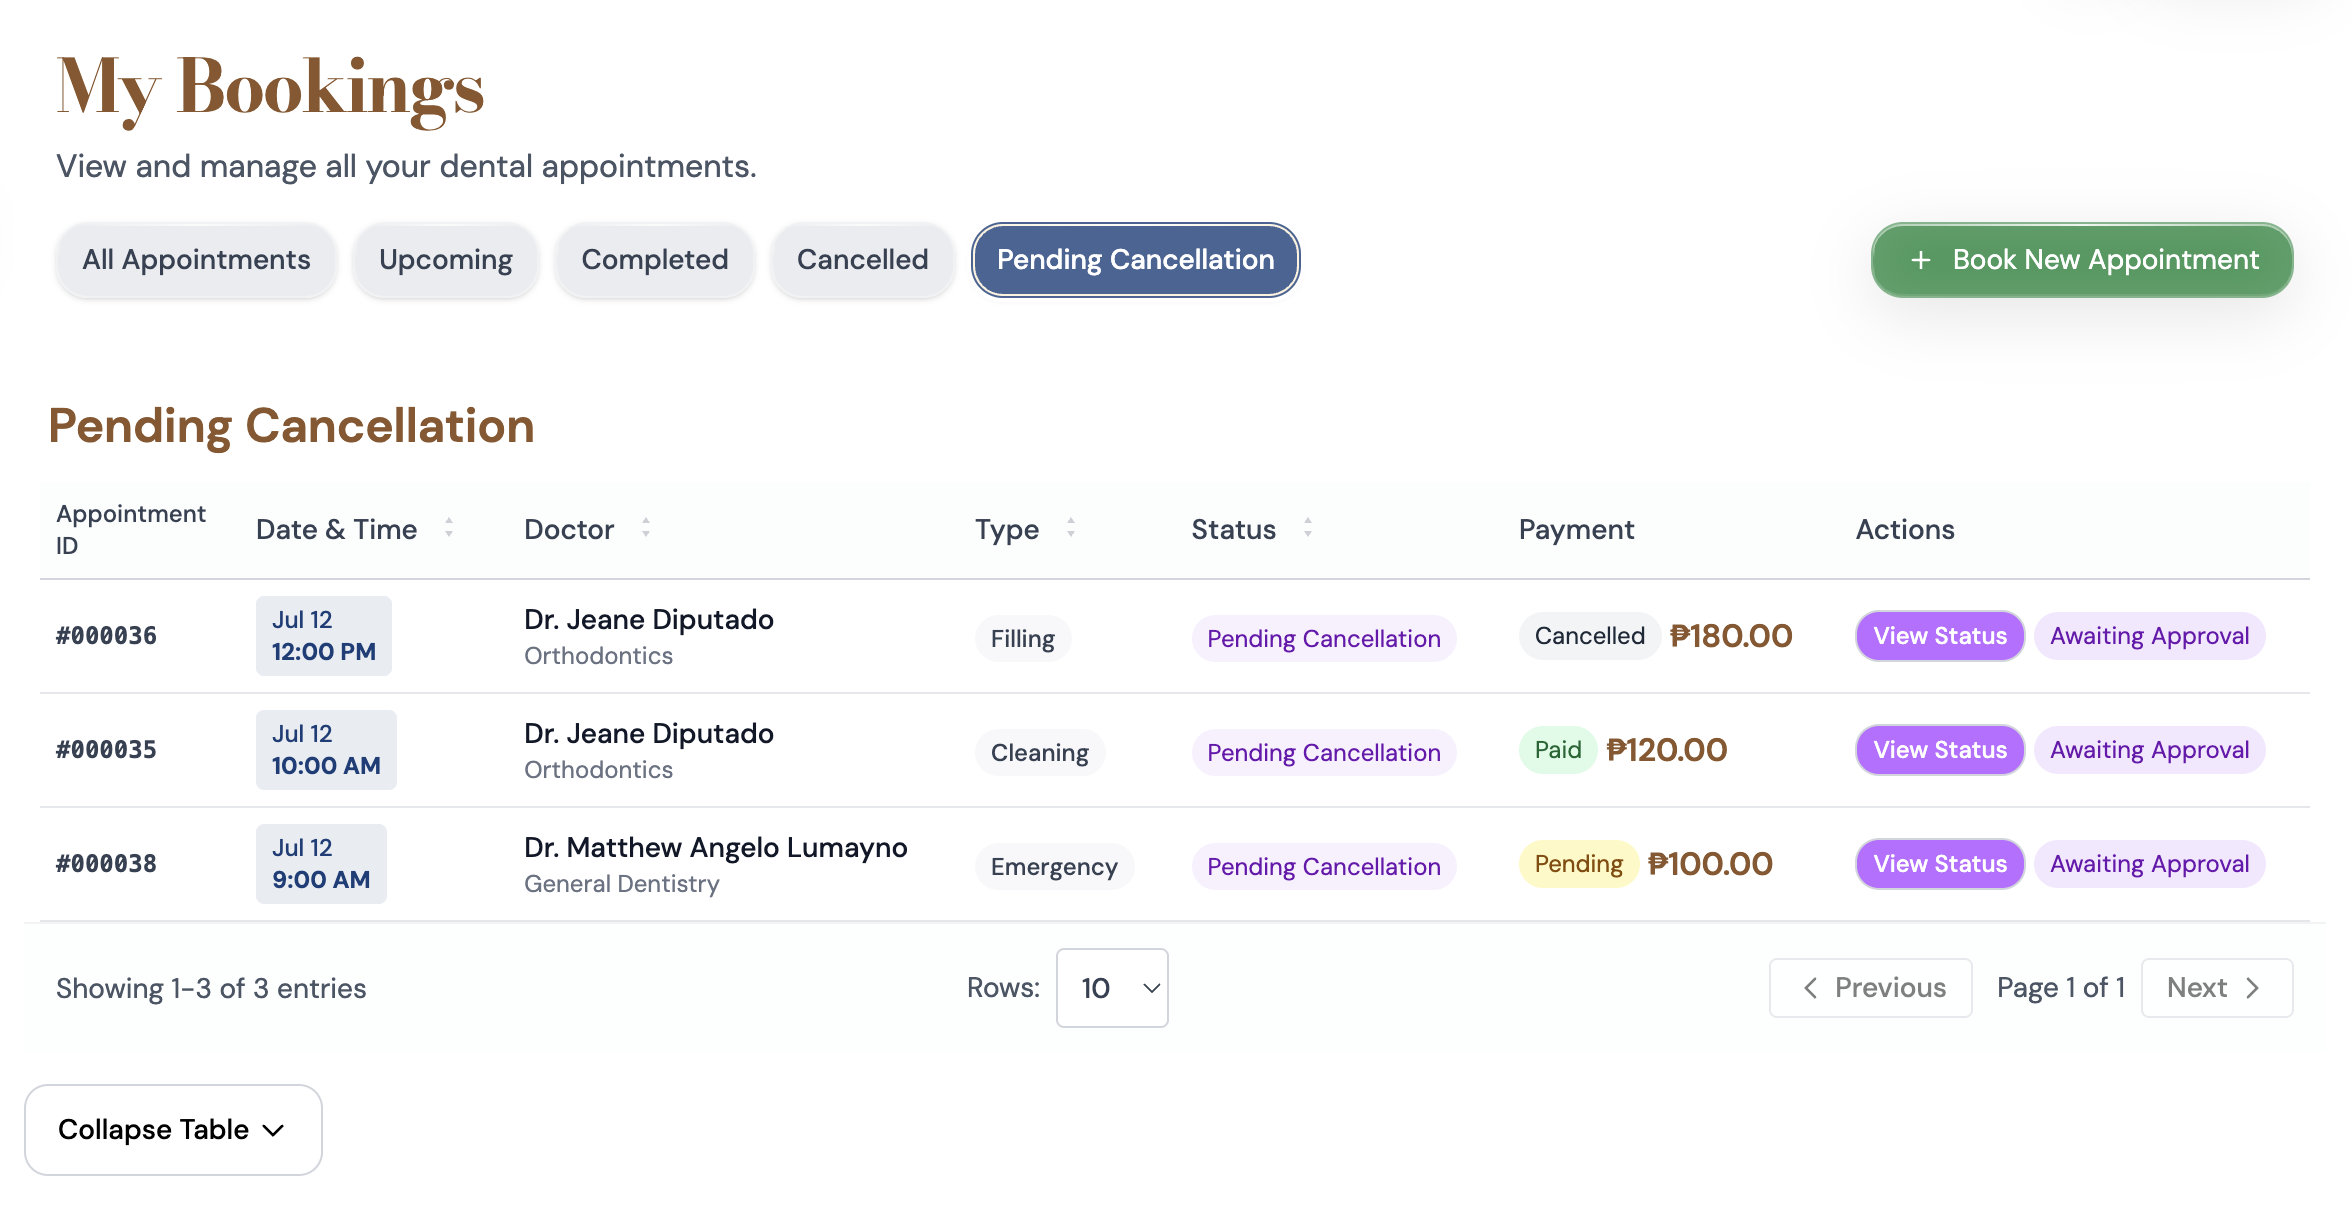 My Bookings
View and manage all your dental appointments.
All Appointments
Upcoming
Completed
Cancelled
Pending Cancellation
+ Book New Appointment
Pending Cancellation
Appointment
ID
Date & Time
Doctor
Type
Status
Payment
Actions
#000036
Jul 12
12:00 PM
Dr. Jeane Diputado
Orthodontics
Filling
Pending Cancellation
Cancelled ₱180.00
View Status
Awaiting Approval
#000035
Jul 12
10:00 AM
Dr. Jeane Diputado
Orthodontics
Cleaning
Pending Cancellation
Paid ₱120.00
View Status
Awaiting Approval
#000038
Jul 12
9:00 AM
Dr. Matthew Angelo Lumayno
General Dentistry
Emergency
Pending Cancellation
Pending ₱100.00
View Status
Awaiting Approval
Showing 1-3 of 3 entries
Rows: 10
Previous
Page 1 of 1
Next
Collapse Table